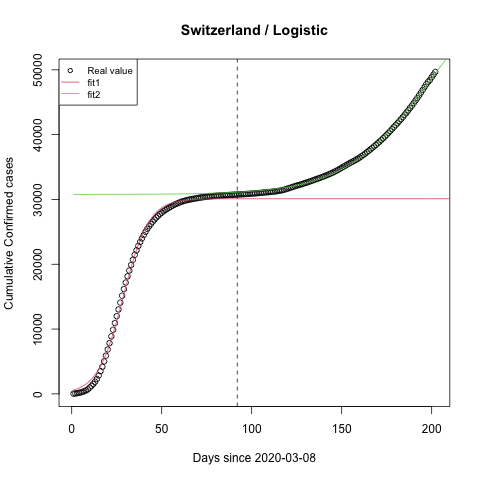 Switzerland / Logistic
Real value
fit1
fit2
Cumulative Confirmed cases
50000
40000
30000
20000
10000
0
0 50 100 150 200
Days since 2020-03-08